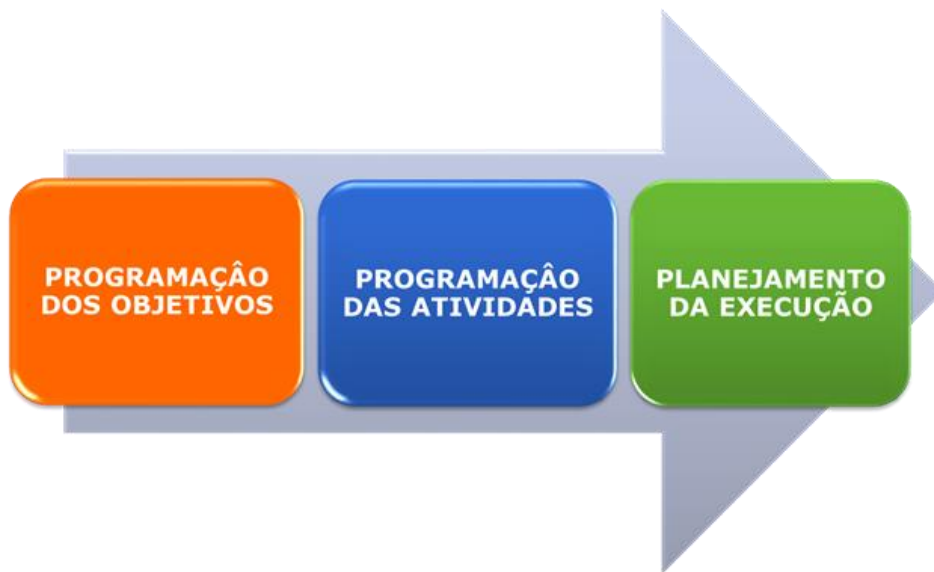 PROGRAMAÇÂO
DOS OBJETIVOS
PROGRAMAÇÂO
DAS ATIVIDADES
PLANEJAMENTO
DA EXECUÇÃO